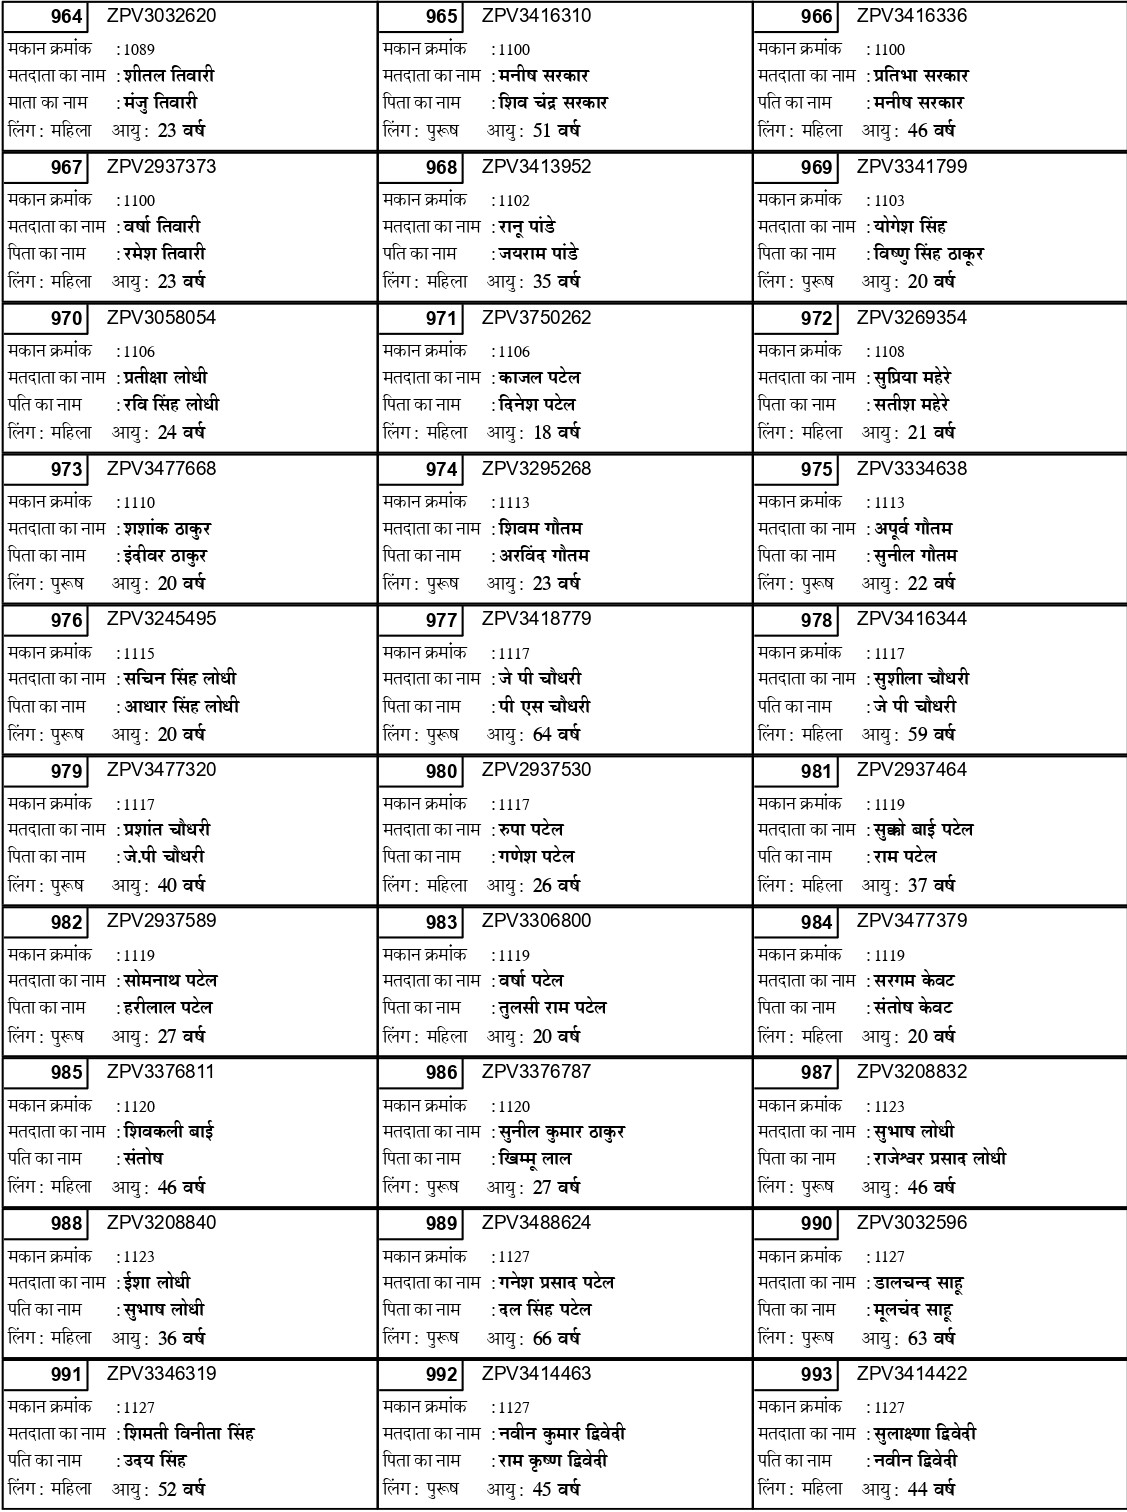 964 ZPV3032620
मकान क्रमांक :1089
मतदाता का नाम :शीतल तिवारी
माता का नाम :मंजु तिवारी
लिंग: महिला आयु: 23 वर्ष
965 ZPV3416310
मकान क्रमांक :1100
मतदाता का नाम :मनीष सरकार
पिता का नाम :शिव चंद्र सरकार
लिंग: पुरूष आयु: 51 वर्ष
966 ZPV3416336
मकान क्रमांक :1100
मतदाता का नाम :प्रतिभा सरकार
पति का नाम :मनीष सरकार
लिंग: महिला आयु: 46 वर्ष
967 ZPV2937373
मकान क्रमांक :1100
मतदाता का नाम :वर्षा तिवारी
पिता का नाम :रमेश तिवारी
लिंग: महिला आयु: 23 वर्ष
968 ZPV3413952
मकान क्रमांक :1102
मतदाता का नाम :रानू पांडे
पति का नाम :जयराम पांडे
लिंग: महिला आयु: 35 वर्ष
969 ZPV3341799
मकान क्रमांक :1103
मतदाता का नाम :योगेश सिंह
पिता का नाम :विष्णु सिंह ठाकूर
लिंग: पुरूष आयु: 20 वर्ष
970 ZPV3058054
मकान क्रमांक :1106
मतदाता का नाम :प्रतीक्षा लोधी
पति का नाम :रवि सिंह लोधी
लिंग: महिला आयु: 24 वर्ष
971 ZPV3750262
मकान क्रमांक :1106
मतदाता का नाम :काजल पटेल
पिता का नाम :दिनेश पटेल
लिंग: महिला आयु: 18 वर्ष
972 ZPV3269354
मकान क्रमांक :1108
मतदाता का नाम :सुप्रिया महेरे
पिता का नाम :सतीश महेरे
लिंग: महिला आयु: 21 वर्ष
973 ZPV3477668
मकान क्रमांक :1110
मतदाता का नाम :शशांक ठाकुर
पिता का नाम :इंदीवर ठाकुर
लिंग: पुरूष आयु: 20 वर्ष
974 ZPV3295268
मकान क्रमांक :1113
मतदाता का नाम :शिवम गौतम
पिता का नाम :अरविंद गौतम
लिंग: पुरूष आयु: 23 वर्ष
975 ZPV3334638
मकान क्रमांक :1113
मतदाता का नाम :अपूर्व गौतम
पिता का नाम :सुनील गौतम
लिंग: पुरूष आयु: 22 वर्ष
976 ZPV3245495
मकान क्रमांक :1115
मतदाता का नाम :सचिन सिंह लोधी
पिता का नाम :आधार सिंह लोधी
लिंग: पुरूष आयु: 20 वर्ष
977 ZPV3418779
मकान क्रमांक :1117
मतदाता का नाम :जे पी चौधरी
पिता का नाम :पी एस चौधरी
लिंग: पुरूष आयु: 64 वर्ष
978 ZPV3416344
मकान क्रमांक :1117
मतदाता का नाम :सुशीला चौधरी
पति का नाम :जे पी चौधरी
लिंग: महिला आयु: 59 वर्ष
979 ZPV3477320
मकान क्रमांक :1117
मतदाता का नाम :प्रशांत चौधरी
पिता का नाम :जे.पी चौधरी
लिंग: पुरूष आयु: 40 वर्ष
980 ZPV2937530
मकान क्रमांक :1117
मतदाता का नाम :रुपा पटेल
पिता का नाम :गणेश पटेल
लिंग: महिला आयु: 26 वर्ष
981 ZPV2937464
मकान क्रमांक :1119
मतदाता का नाम :सुक्को बाई पटेल
पति का नाम :राम पटेल
लिंग: महिला आयु: 37 वर्ष
982 ZPV2937589
मकान क्रमांक :1119
मतदाता का नाम :सोमनाथ पटेल
पिता का नाम :हरीलाल पटेल
लिंग: पुरूष आयु: 27 वर्ष
983 ZPV3306800
मकान क्रमांक :1119
मतदाता का नाम :वर्षा पटेल
पिता का नाम :तुलसी राम पटेल
लिंग: महिला आयु: 20 वर्ष
984 ZPV3477379
मकान क्रमांक :1119
मतदाता का नाम :सरगम केवट
पिता का नाम :संतोष केवट
लिंग: महिला आयु: 20 वर्ष
985 ZPV3376811
मकान क्रमांक :1120
मतदाता का नाम :शिवकली बाई
पति का नाम :संतोष
लिंग: महिला आयु: 46 वर्ष
986 ZPV3376787
मकान क्रमांक :1120
मतदाता का नाम :सुनील कुमार ठाकुर
पिता का नाम :खिम्मू लाल
लिंग: पुरूष आयु: 27 वर्ष
987 ZPV3208832
मकान क्रमांक :1123
मतदाता का नाम :सुभाष लोधी
पिता का नाम :राजेश्वर प्रसाद लोधी
लिंग: पुरूष आयु: 46 वर्ष
988 ZPV3208840
मकान क्रमांक :1123
मतदाता का नाम :ईशा लोधी
पति का नाम :सुभाष लोधी
लिंग: महिला आयु: 36 वर्ष
989 ZPV3488624
मकान क्रमांक :1127
मतदाता का नाम :गनेश प्रसाद पटेल
पिता का नाम :दल सिंह पटेल
लिंग: पुरूष आयु: 66 वर्ष
990 ZPV3032596
मकान क्रमांक :1127
मतदाता का नाम :डालचन्द साहू
पिता का नाम :मूलचंद साहू
लिंग: पुरूष आयु: 63 वर्ष
991 ZPV3346319
मकान क्रमांक :1127
मतदाता का नाम :शिमती विनीता सिंह
पति का नाम :उदय सिंह
लिंग: महिला आयु: 52 वर्ष
992 ZPV3414463
मकान क्रमांक :1127
मतदाता का नाम :नवीन कुमार द्विवेदी
पिता का नाम :राम कृष्ण द्विवेदी
लिंग: पुरूष आयु: 45 वर्ष
993 ZPV3414422
मकान क्रमांक :1127
मतदाता का नाम :सुलाक्ष्णा द्विवेदी
पति का नाम :नवीन द्विवेदी
लिंग: महिला आयु: 44 वर्ष